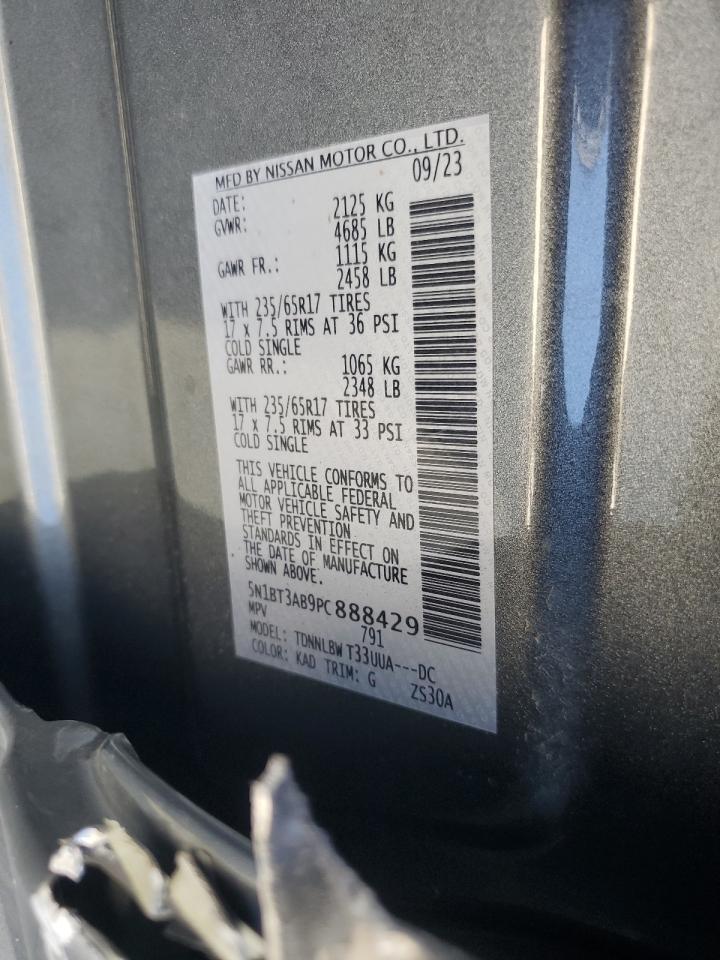 MFD BY NISSAN MOTOR CO., LTD.
DATE: 09/23
GVWR: 2125 KG
4685 LB
GAWR FR.: 1115 KG
2458 LB
WITH 235/65R17 TIRES
17 x 7.5 RIMS AT 36 PSI
COLD SINGLE
GAWR RR.: 1065 KG
2348 LB
WITH 235/65R17 TIRES
17 x 7.5 RIMS AT 33 PSI
COLD SINGLE
THIS VEHICLE CONFORMS TO
ALL APPLICABLE FEDERAL
MOTOR VEHICLE SAFETY AND
THEFT PREVENTION
STANDARDS IN EFFECT ON
THE DATE OF MANUFACTURE
SHOWN ABOVE.
5N1BT3AB9PC888429
MPV 791
MODEL: TDNNLBW T33UUA---DC
COLOR: KAD TRIM: G ZS30A